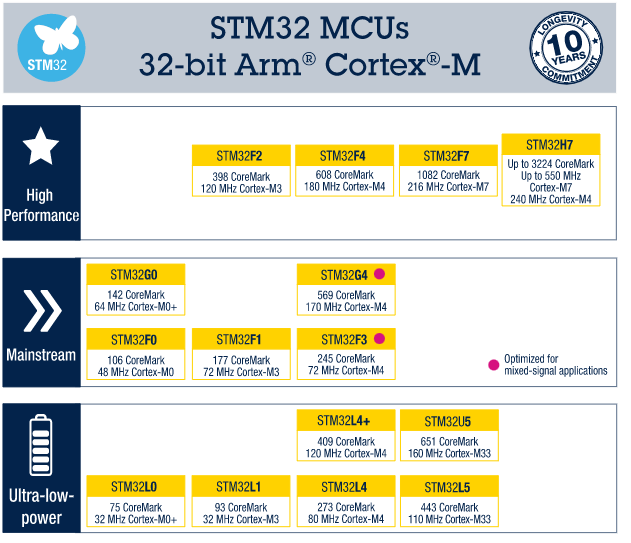 STM32 MCUs
32-bit Arm® Cortex®-M
STM32
LONGEVITY
10
YEARS
COMMITMENT
High
Performance
STM32F2
398 CoreMark
120 MHz Cortex-M3
STM32F4
608 CoreMark
180 MHz Cortex-M4
STM32F7
1082 CoreMark
216 MHz Cortex-M7
STM32H7
Up to 3224 CoreMark
Up to 550 MHz
Cortex-M7
240 MHz Cortex-M4
Mainstream
STM32G0
142 CoreMark
64 MHz Cortex-M0+
STM32G4
569 CoreMark
170 MHz Cortex-M4
STM32F0
106 CoreMark
48 MHz Cortex-M0
STM32F1
177 CoreMark
72 MHz Cortex-M3
STM32F3
245 CoreMark
72 MHz Cortex-M4
Optimized for
mixed-signal applications
Ultra-low-
power
STM32L4+
409 CoreMark
120 MHz Cortex-M4
STM32U5
651 CoreMark
160 MHz Cortex-M33
STM32L0
75 CoreMark
32 MHz Cortex-M0+
STM32L1
93 CoreMark
32 MHz Cortex-M3
STM32L4
273 CoreMark
80 MHz Cortex-M4
STM32L5
443 CoreMark
110 MHz Cortex-M33